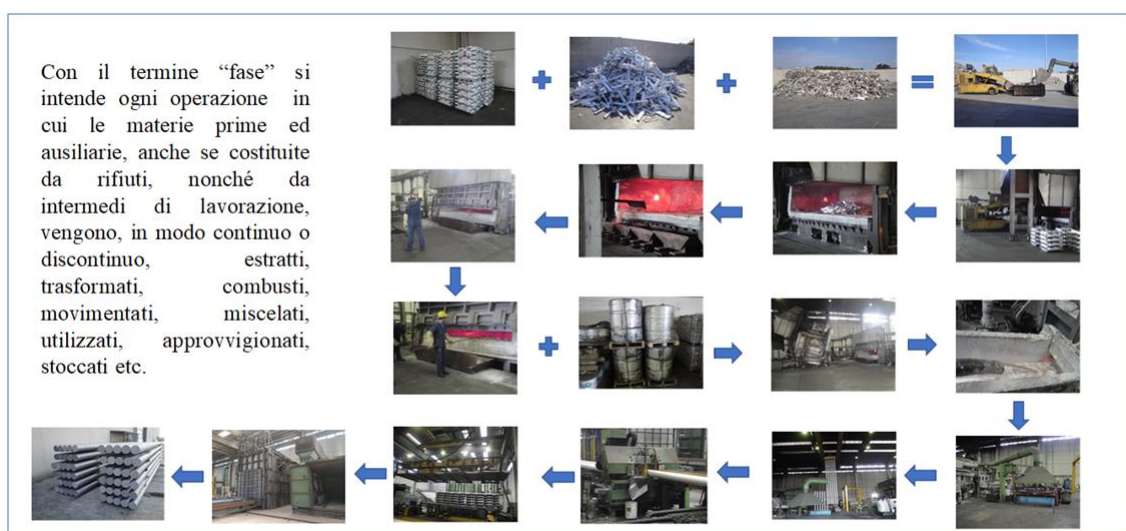 Con il termine “fase” si
intende ogni operazione in
cui le materie prime ed
ausiliarie, anche se costituite
da rifiuti, nonché da
intermedi di lavorazione,
vengono, in modo continuo o
discontinuo, estratti,
trasformati, combusti,
movimentati, miscelati,
utilizzati, approvvigionati,
stoccati etc.